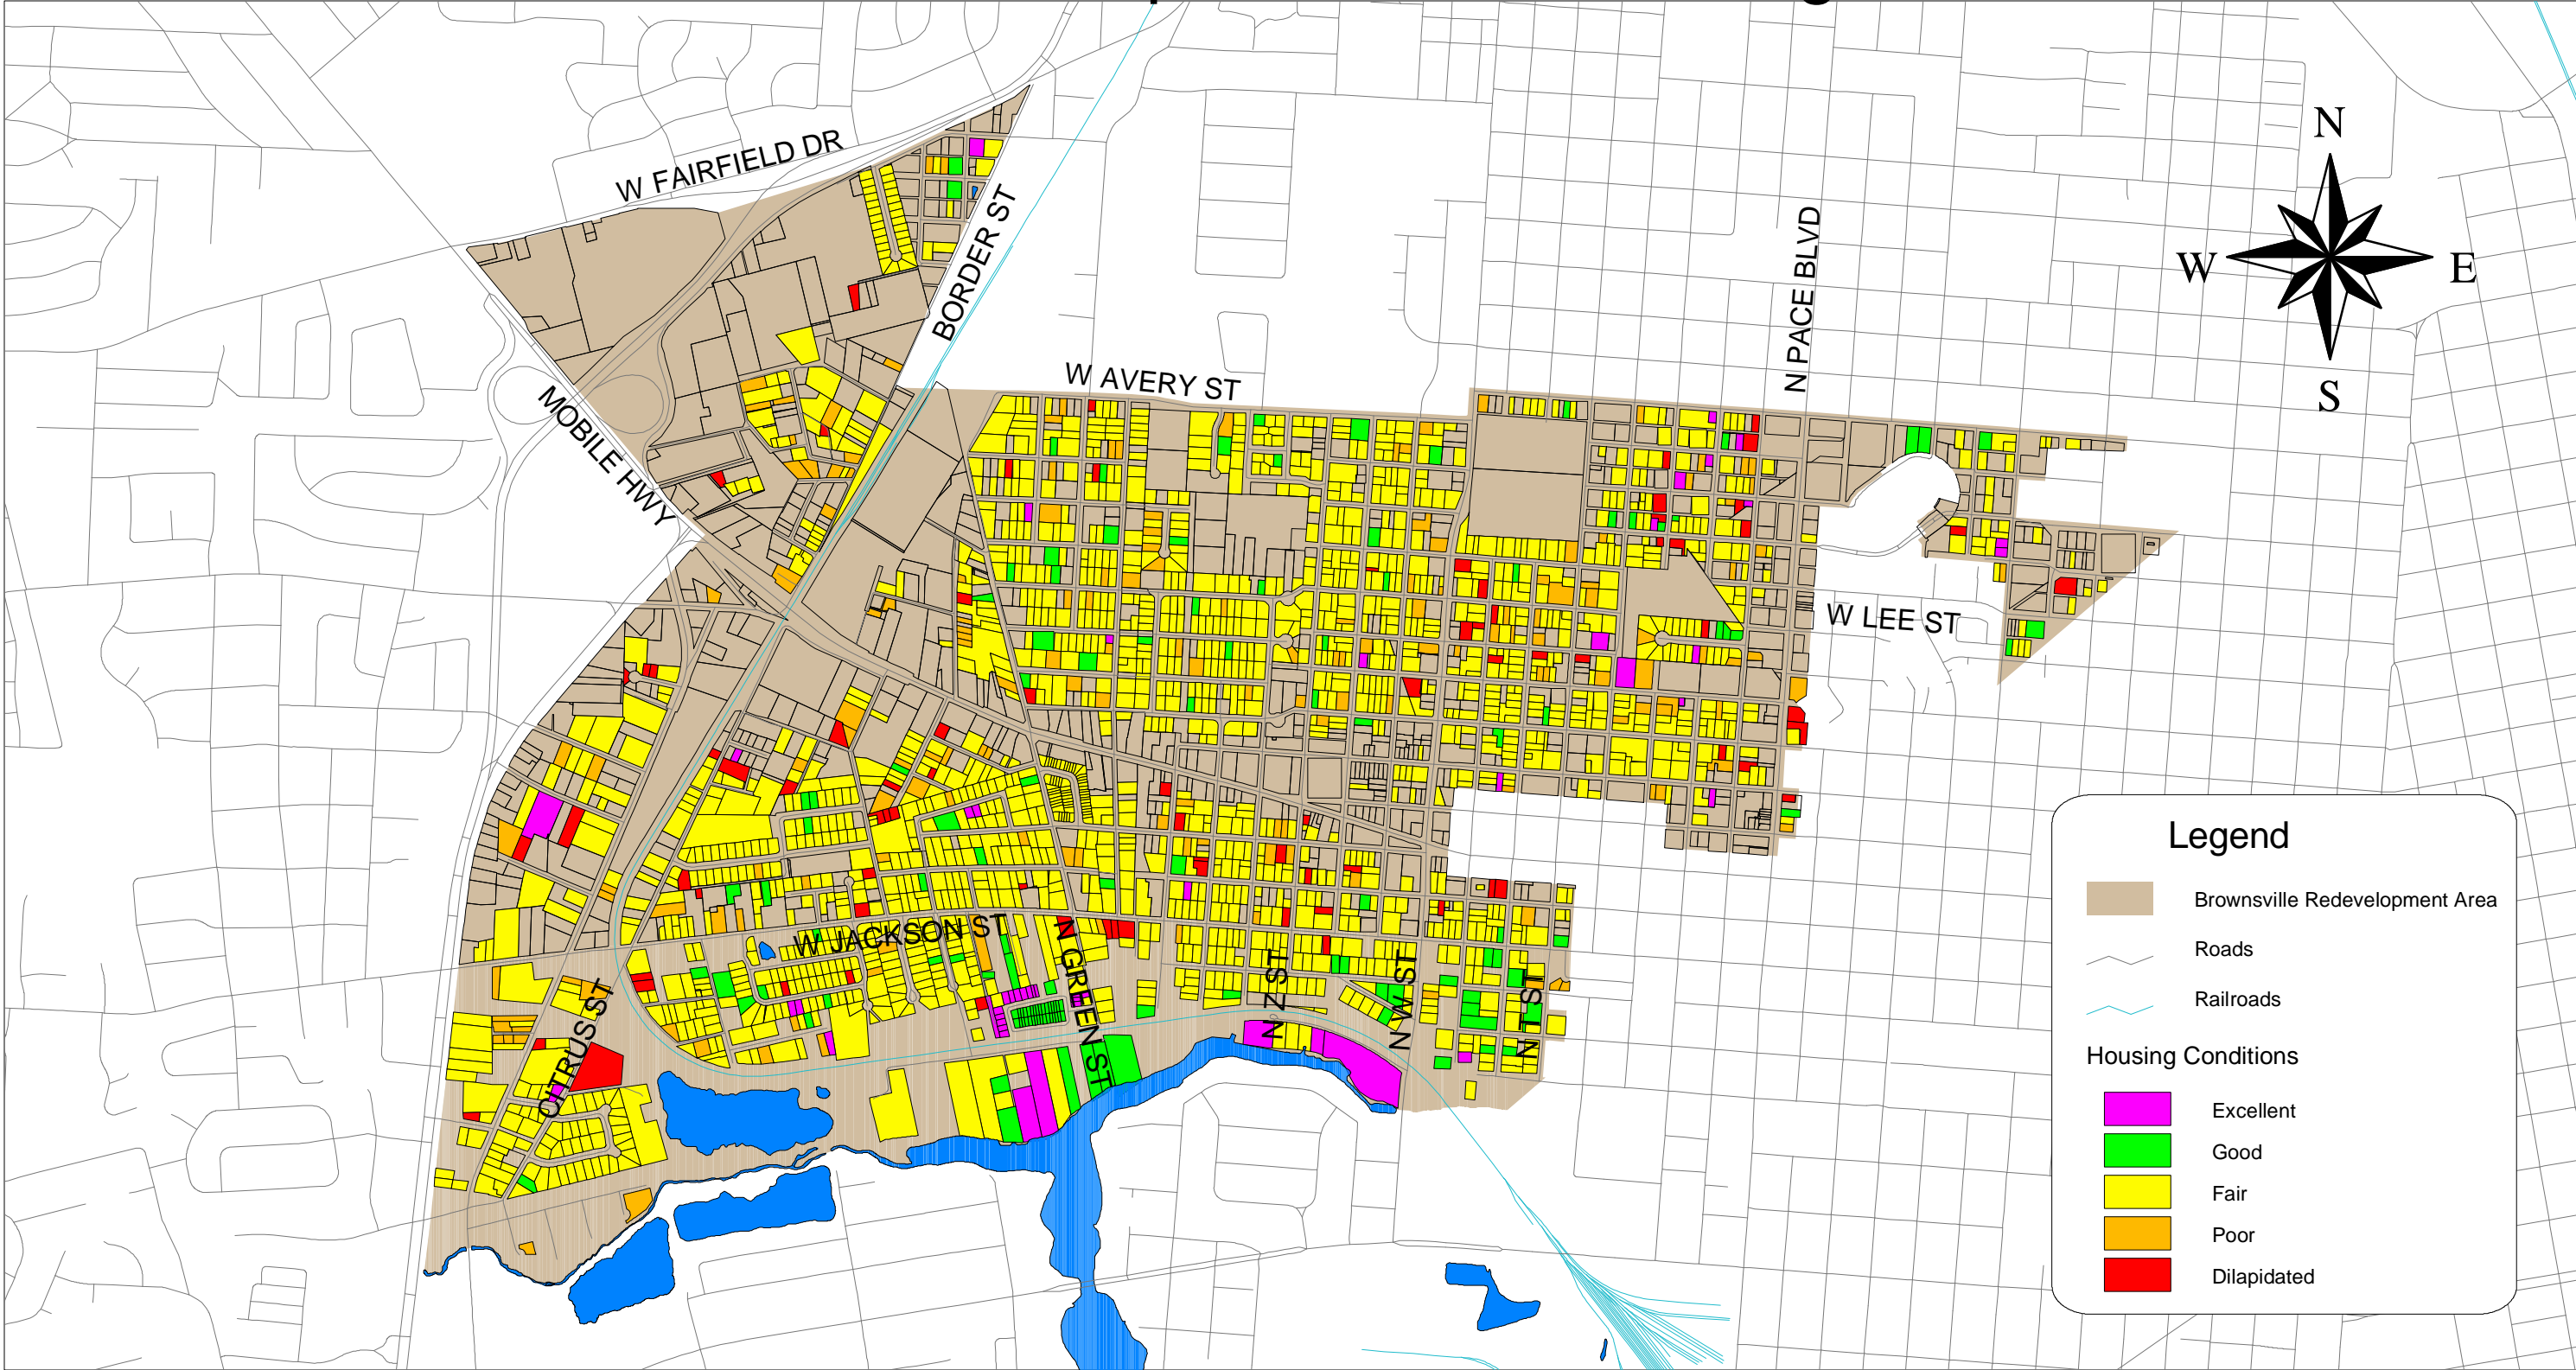 N
W FAIRFIELD DR
BORDER ST
N PACE BLVD
W
E
W AVERY ST
S
MOBILE HWY
W LEE ST
Legend
Brownsville Redevelopment Area
W JACKSON ST
N GREEN ST
Roads
N Z ST
N W ST
N T ST
Railroads
CITRUS ST
Housing Conditions
Excellent
Good
Fair
Poor
Dilapidated